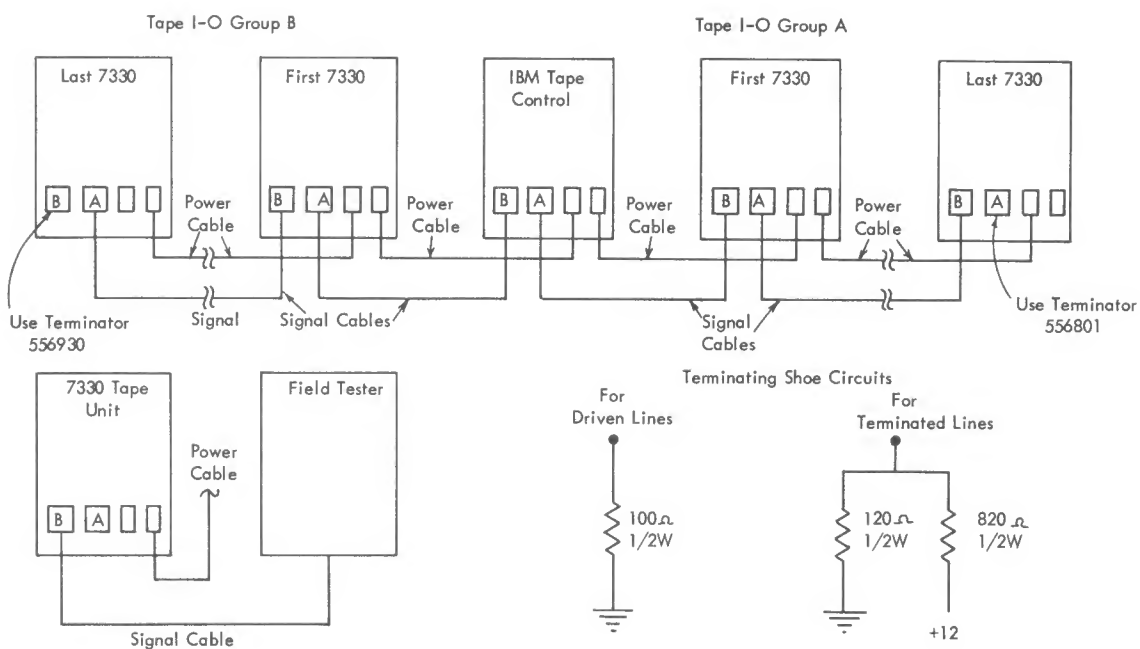 Tape I-O Group B
Tape I-O Group A
Last 7330
First 7330
IBM Tape
Control
First 7330
Last 7330
B A
B A
B A
B A
B A
Power
Cable
Power
Cable
Power
Cable
Power
Cable
Use Terminator
556930
Signal
Signal Cables
Signal
Cables
Use Terminator
556801
7330 Tape
Unit
Field Tester
Power
Cable
B A
Signal Cable
Terminating Shoe Circuits
For
Driven Lines
100Ω
1/2W
For
Terminated Lines
120Ω
1/2W
820 Ω
1/2W
+12